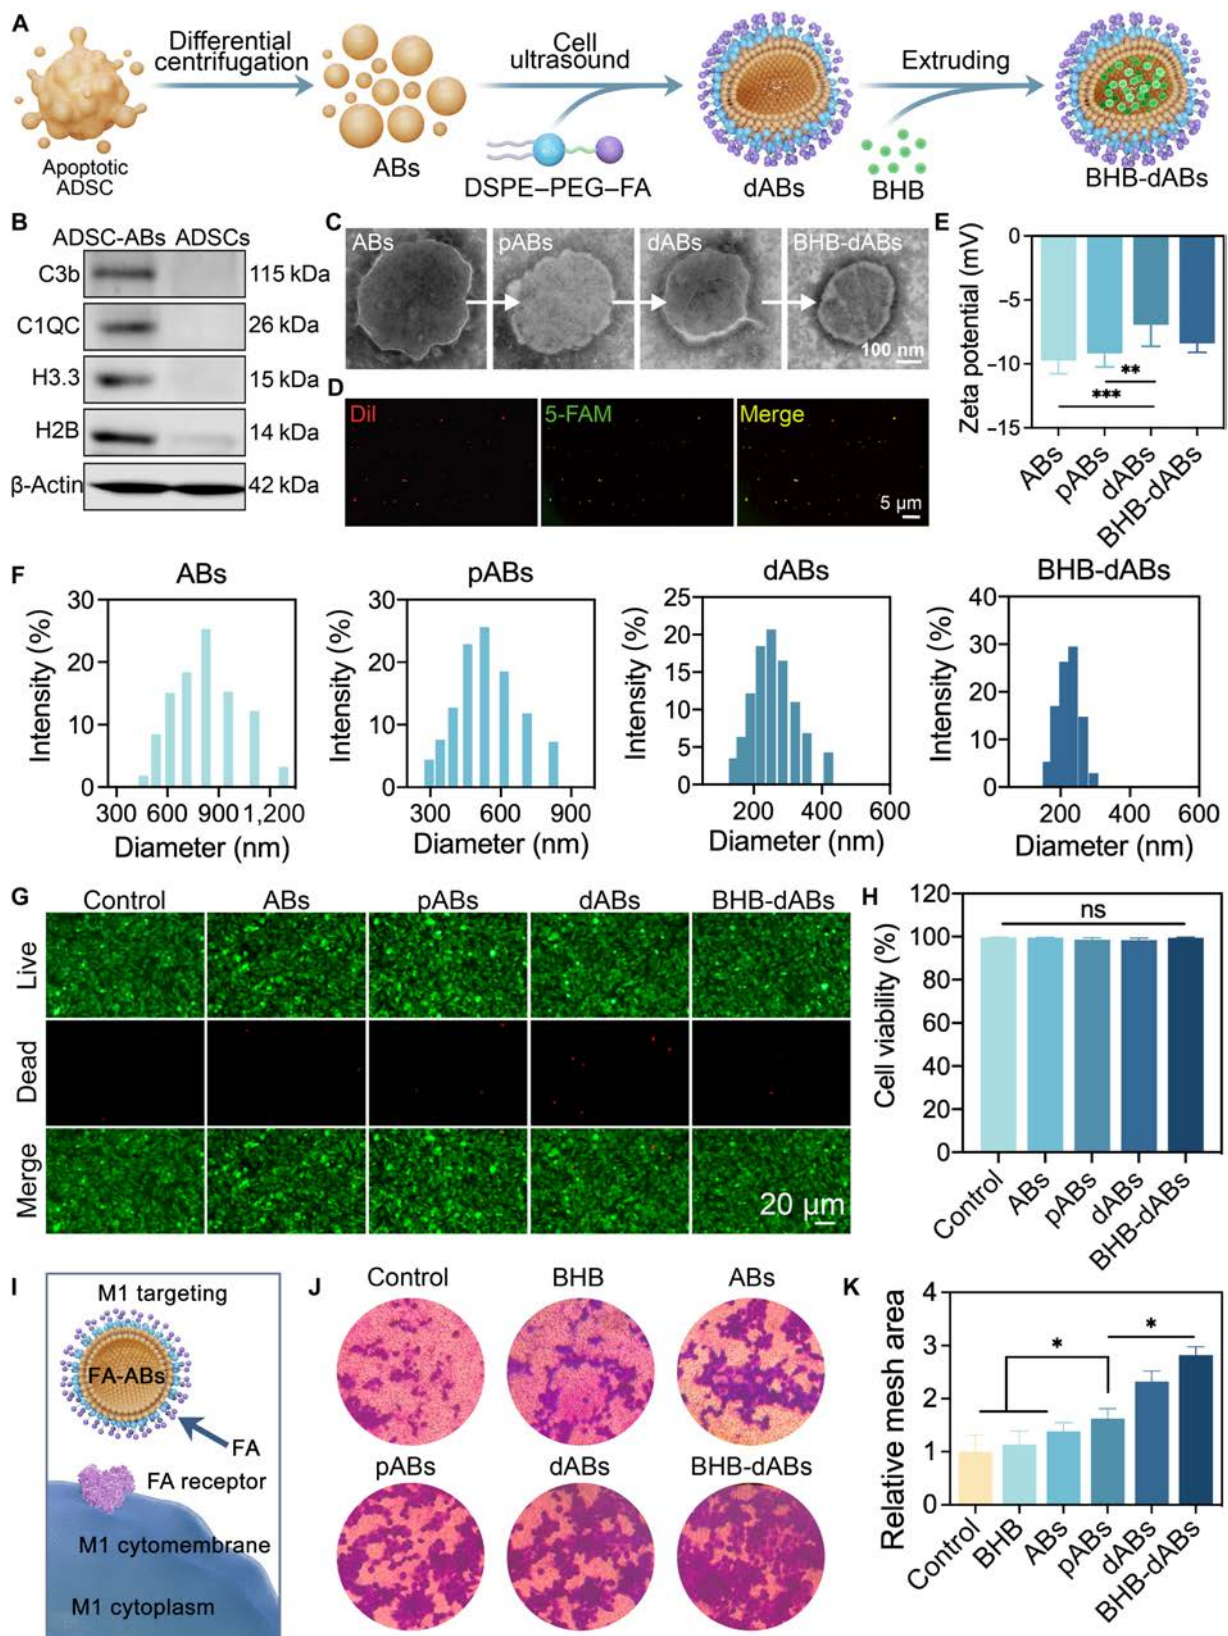 A
Differential
centrifugation
Cell
ultrasound
Extruding
Apoptotic
ADSC
ABs
DSPE–PEG–FA
dABs
BHB
BHB-dABs
B
ADSC-ABs ADSCs
C3b
115 kDa
C1QC
26 kDa
H3.3
15 kDa
H2B
14 kDa
β-Actin
42 kDa
C
ABs
pABs
dABs
BHB-dABs
100 nm
D
Dil
5-FAM
Merge
5 μm
E
Zeta potential (mV)
0
−5
−10
−15
**
***
ABs
pABs
dABs
BHB-dABs
F
ABs
Intensity (%)
30
20
10
0
300 600 900 1,200
Diameter (nm)
pABs
Intensity (%)
30
20
10
0
300 600 900
Diameter (nm)
dABs
Intensity (%)
25
20
15
10
5
0
200 400 600
Diameter (nm)
BHB-dABs
Intensity (%)
40
30
20
10
0
200 400 600
Diameter (nm)
G
Control
ABs
pABs
dABs
BHB-dABs
Live
Dead
Merge
20 μm
H
Cell viability (%)
120
100
80
60
40
20
0
ns
Control
ABs
pABs
dABs
BHB-dABs
I
M1 targeting
FA-ABs
FA
FA receptor
M1 cytomembrane
M1 cytoplasm
J
Control
BHB
ABs
pABs
dABs
BHB-dABs
K
Relative mesh area
4
3
2
1
0
*
*
Control
BHB
ABs
pABs
dABs
BHB-dABs